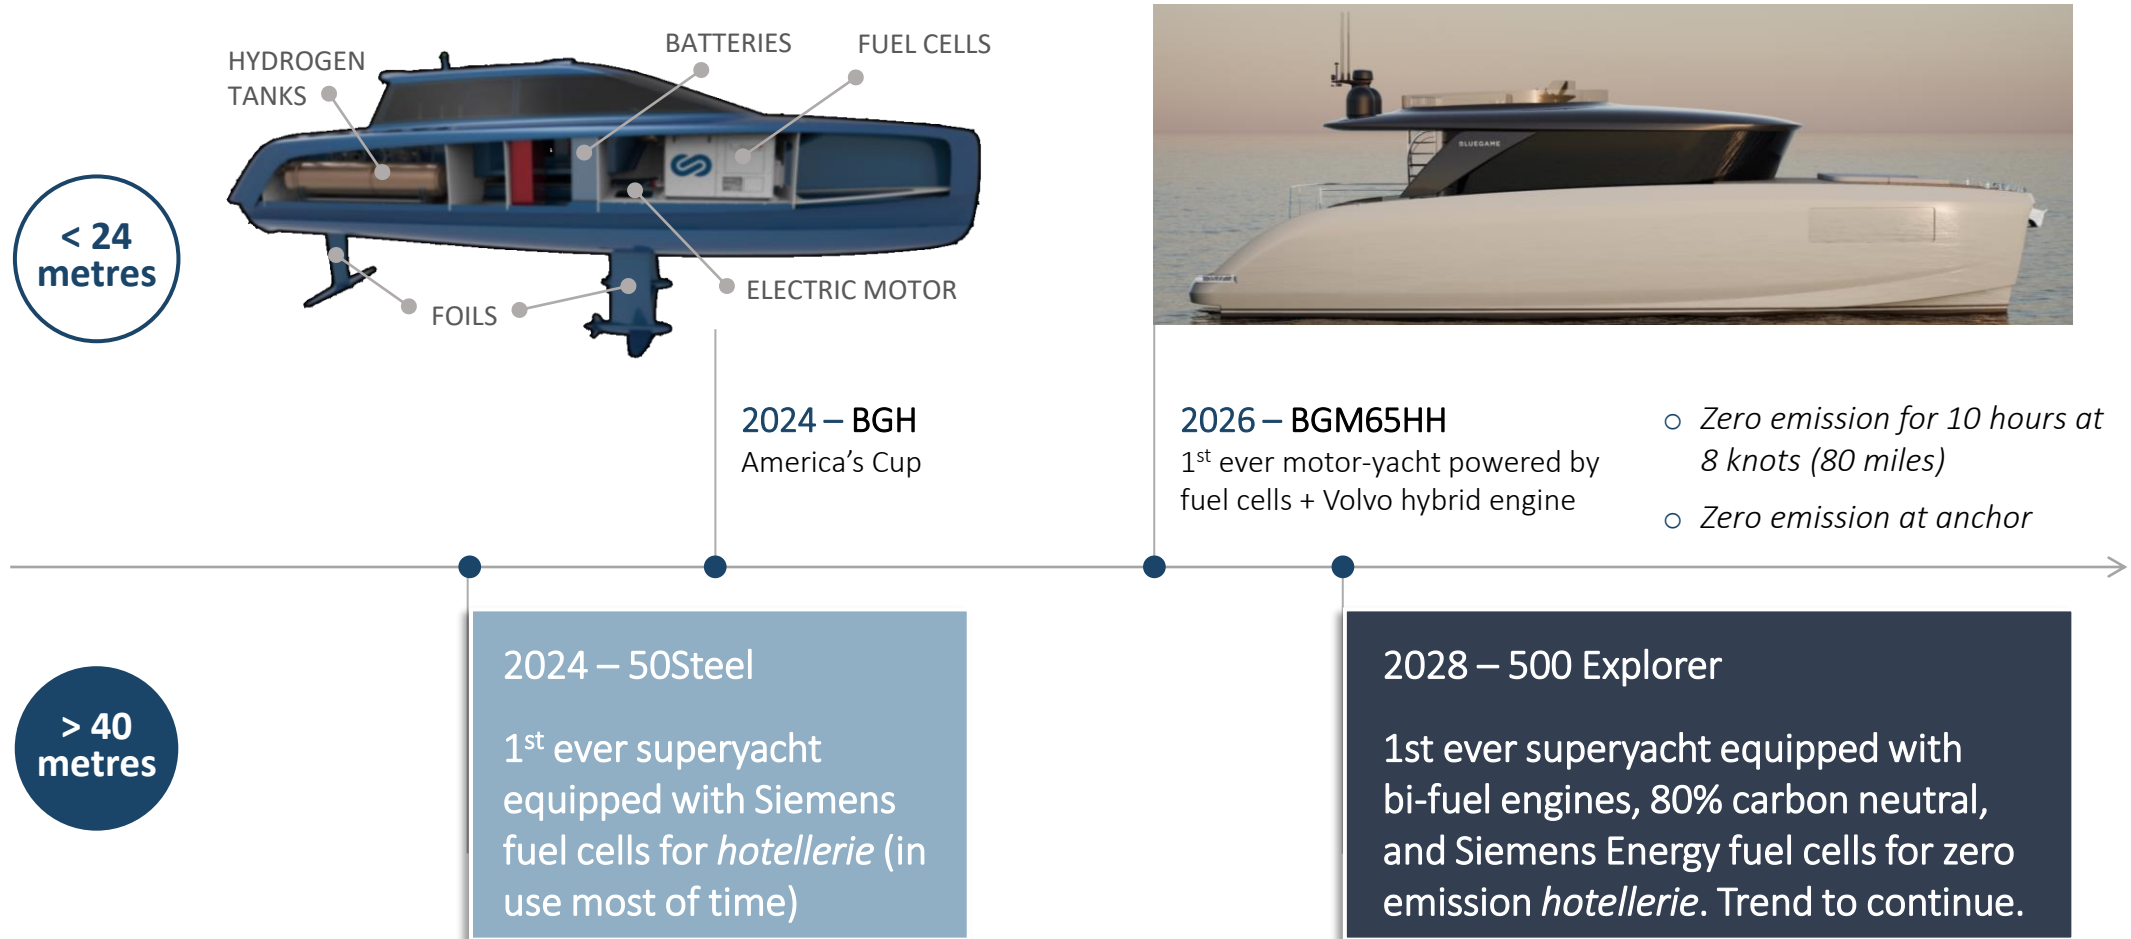 HYDROGEN
TANKS
BATTERIES
FUEL CELLS
FOILS
ELECTRIC MOTOR
BLUEGAME
< 24
metres
2024 – BGH
America’s Cup
2026 – BGM65HH
1st ever motor-yacht powered by
fuel cells + Volvo hybrid engine
Zero emission for 10 hours at
8 knots (80 miles)
Zero emission at anchor
> 40
metres
2024 – 50Steel
1st ever superyacht
equipped with Siemens
fuel cells for hotellerie (in
use most of time)
2028 – 500 Explorer
1st ever superyacht equipped with
bi-fuel engines, 80% carbon neutral,
and Siemens Energy fuel cells for zero
emission hotellerie. Trend to continue.